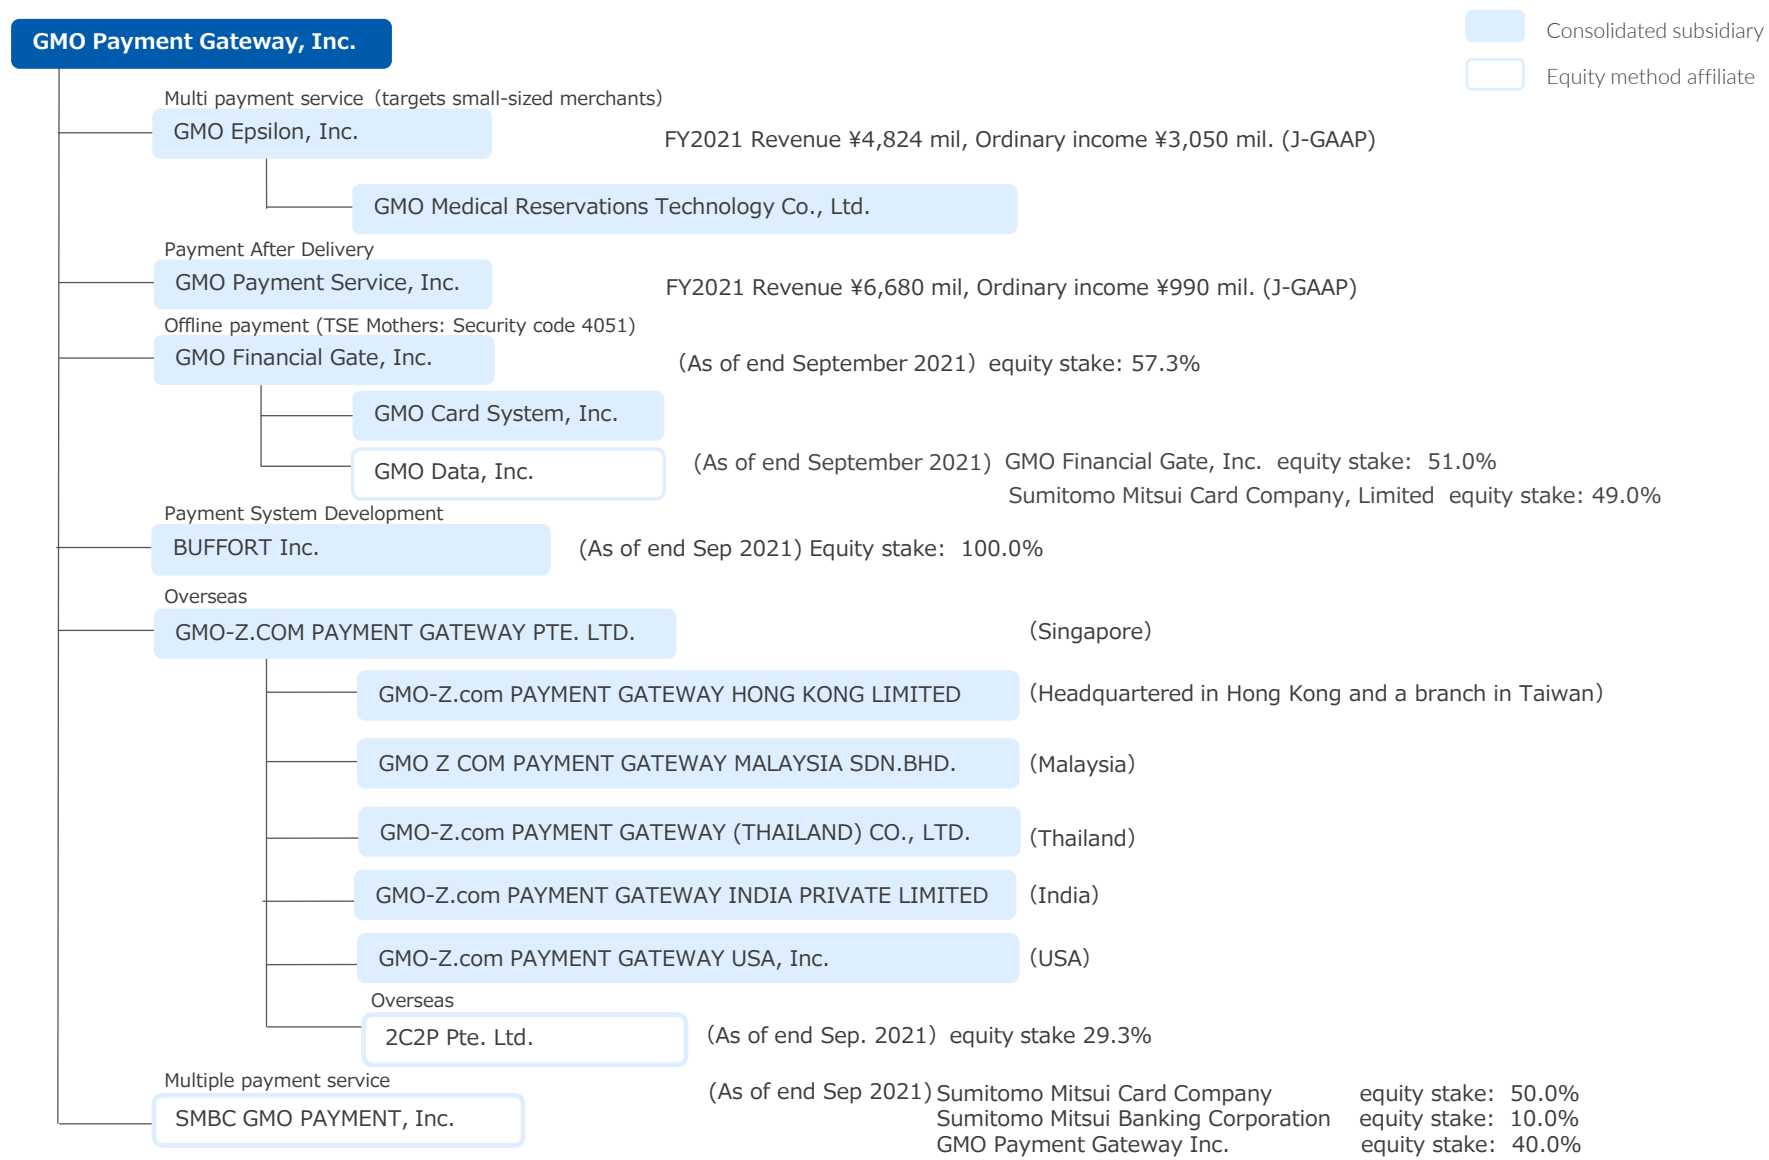 GMO Payment Gateway, Inc.
Consolidated subsidiary
Equity method affiliate
Multi payment service（targets small-sized merchants）
GMO Epsilon, Inc.
FY2021 Revenue ¥4,824 mil, Ordinary income ¥3,050 mil. (J-GAAP)
GMO Medical Reservations Technology Co., Ltd.
Payment After Delivery
GMO Payment Service, Inc.
FY2021 Revenue ¥6,680 mil, Ordinary income ¥990 mil. (J-GAAP)
Offline payment (TSE Mothers: Security code 4051)
GMO Financial Gate, Inc.
（As of end September 2021）equity stake: 57.3%
GMO Card System, Inc.
GMO Data, Inc.
(As of end September 2021) GMO Financial Gate, Inc. equity stake: 51.0%
Sumitomo Mitsui Card Company, Limited equity stake: 49.0%
Payment System Development
BUFFORT Inc.
(As of end Sep 2021) Equity stake: 100.0%
Overseas
GMO-Z.COM PAYMENT GATEWAY PTE. LTD.
（Singapore）
GMO-Z.com PAYMENT GATEWAY HONG KONG LIMITED
（Headquartered in Hong Kong and a branch in Taiwan）
GMO Z COM PAYMENT GATEWAY MALAYSIA SDN.BHD.
（Malaysia）
GMO-Z.com PAYMENT GATEWAY (THAILAND) CO., LTD.
（Thailand）
GMO-Z.com PAYMENT GATEWAY INDIA PRIVATE LIMITED
（India）
GMO-Z.com PAYMENT GATEWAY USA, Inc.
（USA）
Overseas
2C2P Pte. Ltd.
（As of end Sep. 2021）equity stake 29.3%
Multiple payment service
SMBC GMO PAYMENT, Inc.
(As of end Sep 2021) Sumitomo Mitsui Card Company equity stake: 50.0%
Sumitomo Mitsui Banking Corporation equity stake: 10.0%
GMO Payment Gateway Inc. equity stake: 40.0%